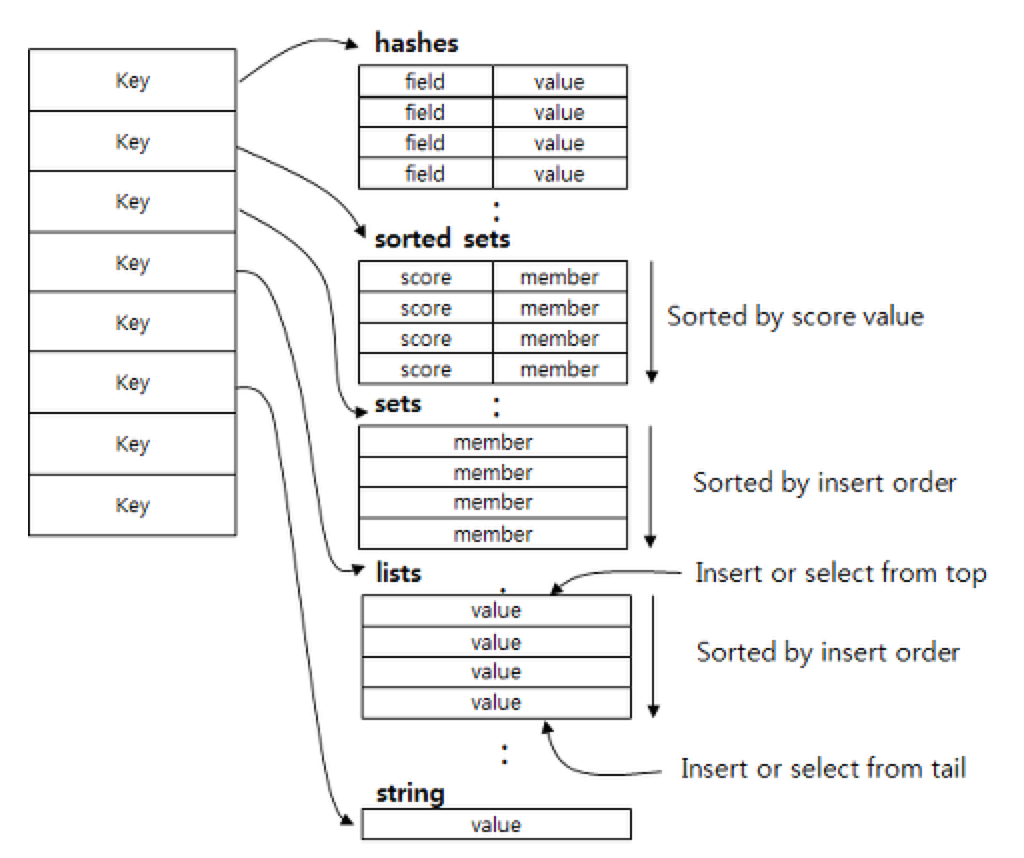 Key
Key
Key
Key
Key
Key
Key
Key
hashes
field value
field value
field value
field value
:
sorted sets
score member
score member
score member
score member
Sorted by score value
:
sets
member
member
member
member
Sorted by insert order
lists
Insert or select from top
value
value
value
value
Sorted by insert order
:
Insert or select from tail
string
value